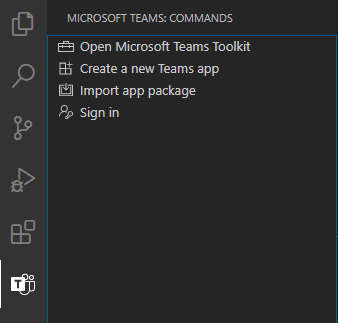 MICROSOFT TEAMS: COMMANDS
Open Microsoft Teams Toolkit
Create a new Teams app
Import app package
Sign in
T